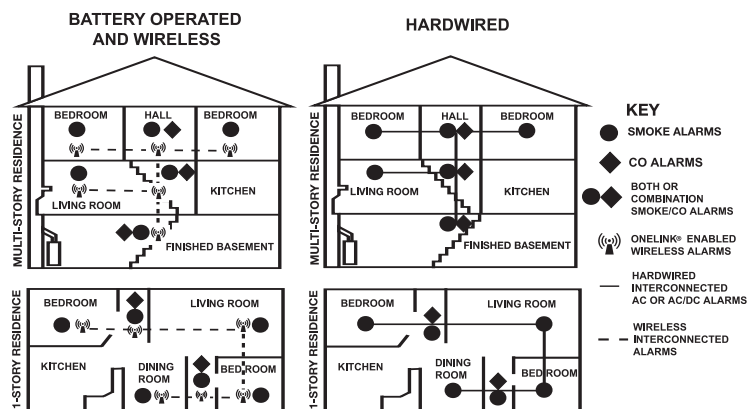 BATTERY OPERATED
AND WIRELESS
HARDWIRED
MULTI-STORY RESIDENCE
BEDROOM
HALL
BEDROOM
LIVING ROOM
KITCHEN
FINISHED BASEMENT
MULTI-STORY RESIDENCE
BEDROOM
HALL
BEDROOM
LIVING ROOM
KITCHEN
FINISHED BASEMENT
KEY
SMOKE ALARMS
CO ALARMS
BOTH OR
COMBINATION
SMOKE/CO ALARMS
ONELINK® ENABLED
WIRELESS ALARMS
HARDWIRED
INTERCONNECTED
AC OR AC/DC ALARMS
WIRELESS
INTERCONNECTED
ALARMS
1-STORY RESIDENCE
BEDROOM
LIVING ROOM
KITCHEN
DINING
ROOM
BEDROOM
1-STORY RESIDENCE
BEDROOM
LIVING ROOM
KITCHEN
DINING
ROOM
BEDROOM